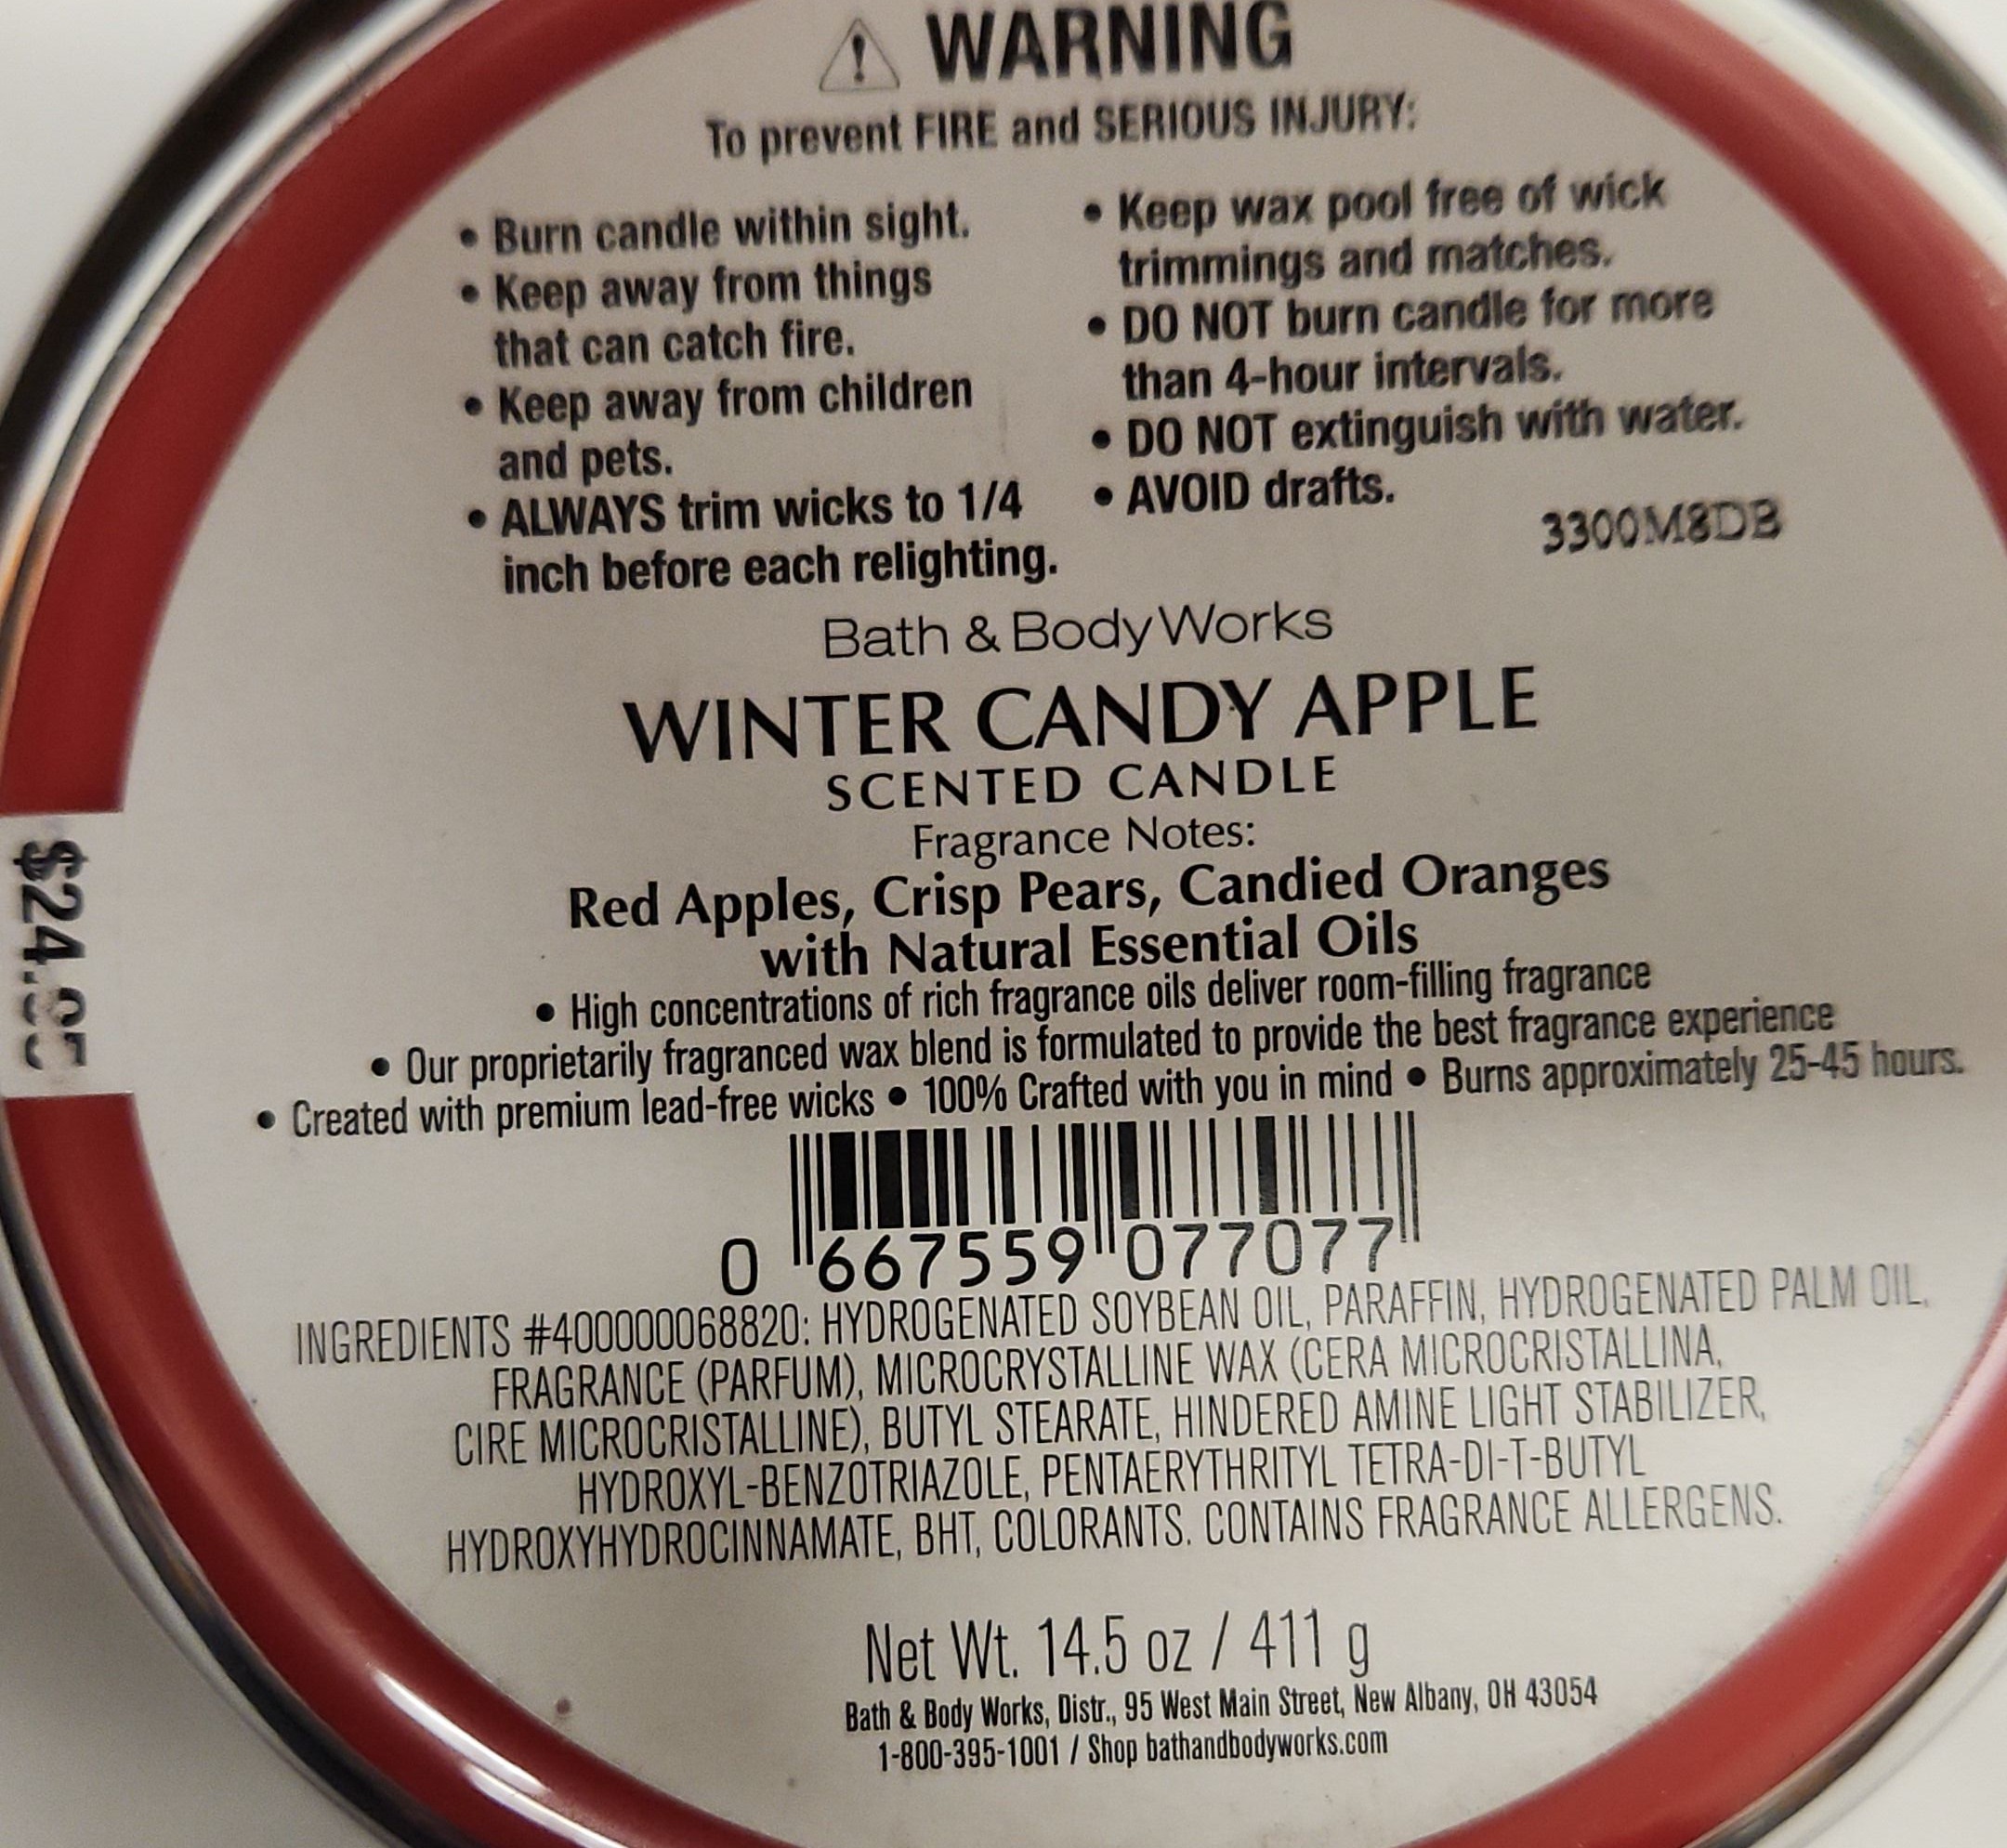 WARNING
To prevent FIRE and SERIOUS INJURY:
• Burn candle within sight.
• Keep away from things
that can catch fire.
• Keep away from children
and pets.
• ALWAYS trim wicks to 1/4
inch before each relighting.
• Keep wax pool free of wick
trimmings and matches.
• DO NOT burn candle for more
than 4-hour intervals.
• DO NOT extinguish with water.
• AVOID drafts.
3300M8DB
Bath & Body Works
WINTER CANDY APPLE
SCENTED CANDLE
Fragrance Notes:
Red Apples, Crisp Pears, Candied Oranges
with Natural Essential Oils
• High concentrations of rich fragrance oils deliver room-filling fragrance
• Our proprietarily fragranced wax blend is formulated to provide the best fragrance experience
• Created with premium lead-free wicks • 100% Crafted with you in mind • Burns approximately 25-45 hours.
0 667559 077077
INGREDIENTS #400000068820: HYDROGENATED SOYBEAN OIL, PARAFFIN, HYDROGENATED PALM OIL,
FRAGRANCE (PARFUM), MICROCRYSTALLINE WAX (CERA MICROCRISTALLINA,
CIRE MICROCRISTALLINE), BUTYL STEARATE, HINDERED AMINE LIGHT STABILIZER,
HYDROXYL-BENZOTRIAZOLE, PENTAERYTHRITYL TETRA-DI-T-BUTYL
HYDROXYHYDROCINNAMATE, BHT, COLORANTS. CONTAINS FRAGRANCE ALLERGENS.
Net Wt. 14.5 oz / 411 g
Bath & Body Works, Distr., 95 West Main Street, New Albany, OH 43054
1-800-395-1001 / Shop bathandbodyworks.com